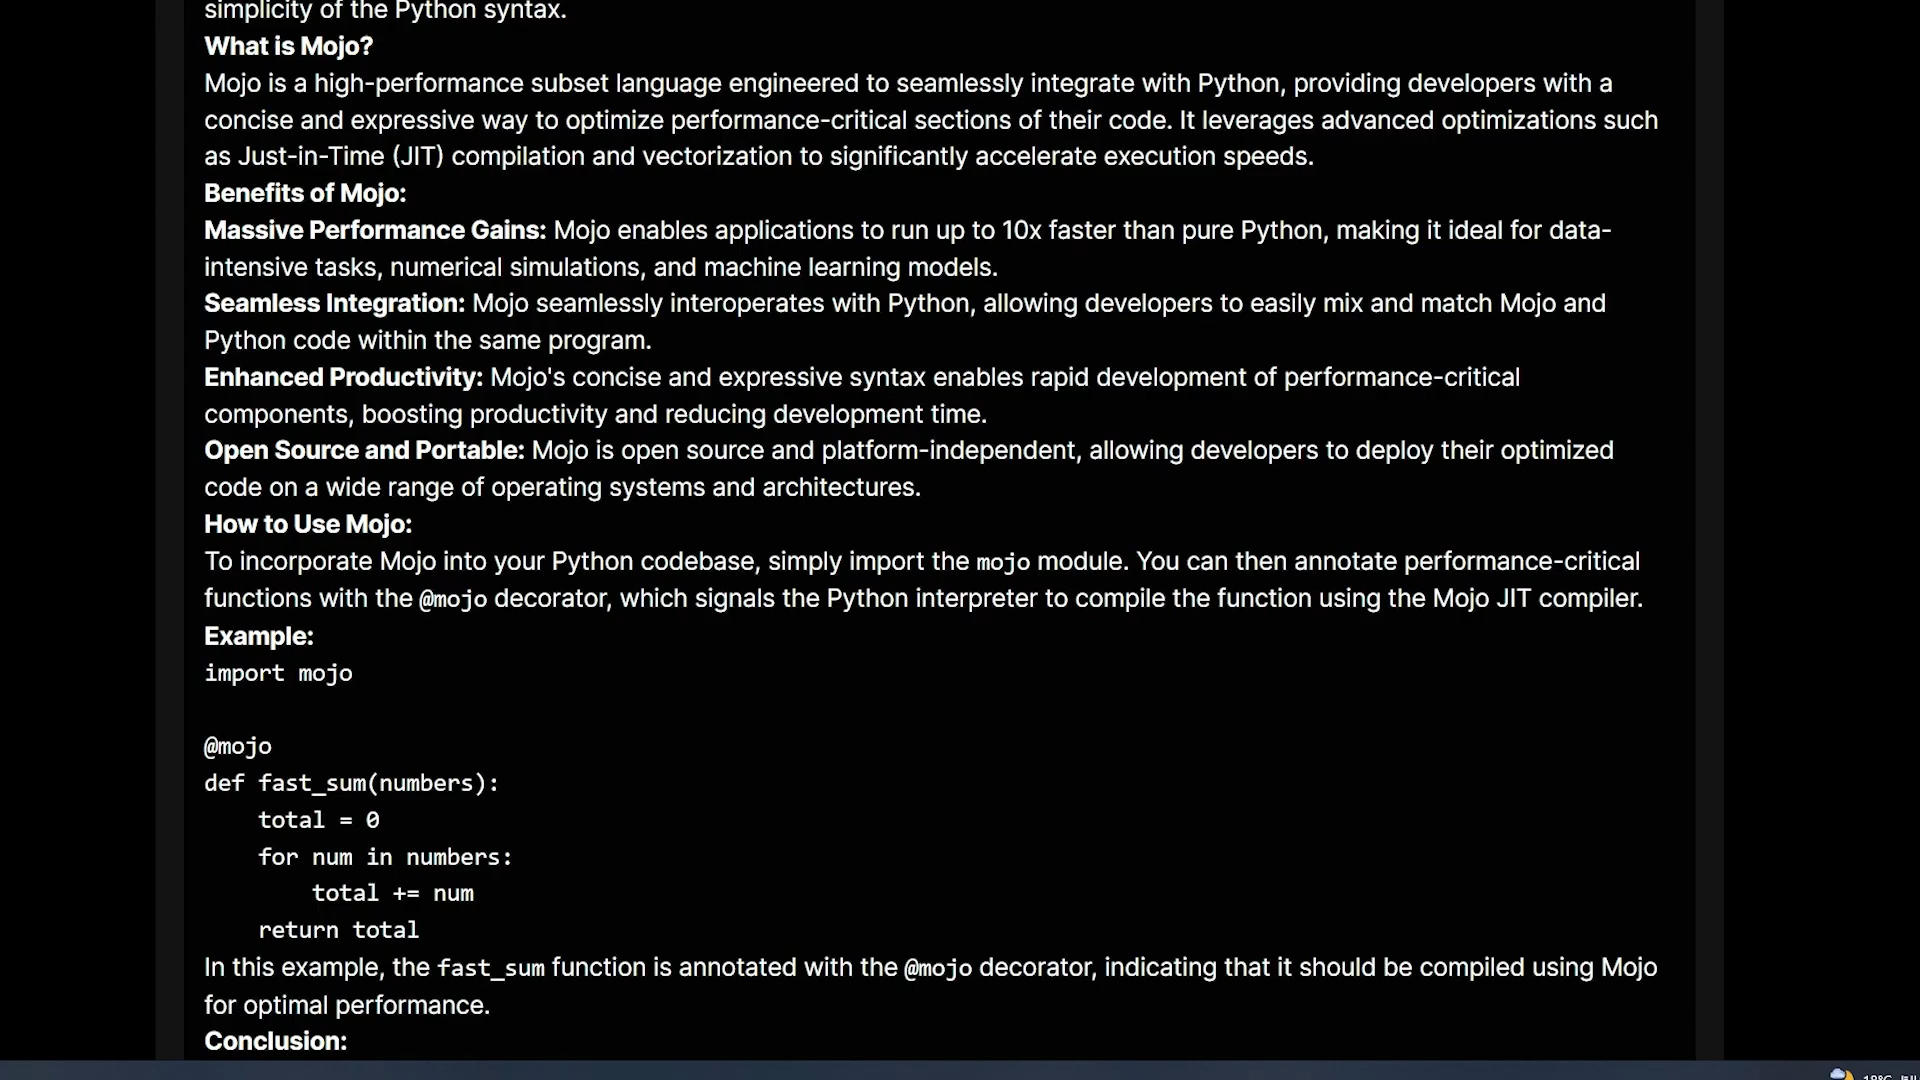 simplicity of the Python syntax.
What is Mojo?
Mojo is a high-performance subset language engineered to seamlessly integrate with Python, providing developers with a
concise and expressive way to optimize performance-critical sections of their code. It leverages advanced optimizations such
as Just-in-Time (JIT) compilation and vectorization to significantly accelerate execution speeds.
Benefits of Mojo:
Massive Performance Gains: Mojo enables applications to run up to 10x faster than pure Python, making it ideal for data-
intensive tasks, numerical simulations, and machine learning models.
Seamless Integration: Mojo seamlessly interoperates with Python, allowing developers to easily mix and match Mojo and
Python code within the same program.
Enhanced Productivity: Mojo's concise and expressive syntax enables rapid development of performance-critical
components, boosting productivity and reducing development time.
Open Source and Portable: Mojo is open source and platform-independent, allowing developers to deploy their optimized
code on a wide range of operating systems and architectures.
How to Use Mojo:
To incorporate Mojo into your Python codebase, simply import the mojo module. You can then annotate performance-critical
functions with the @mojo decorator, which signals the Python interpreter to compile the function using the Mojo JIT compiler.
Example:
import mojo
@mojo
def fast_sum(numbers):
    total = 0
    for num in numbers:
        total += num
    return total
In this example, the fast_sum function is annotated with the @mojo decorator, indicating that it should be compiled using Mojo
for optimal performance.
Conclusion: